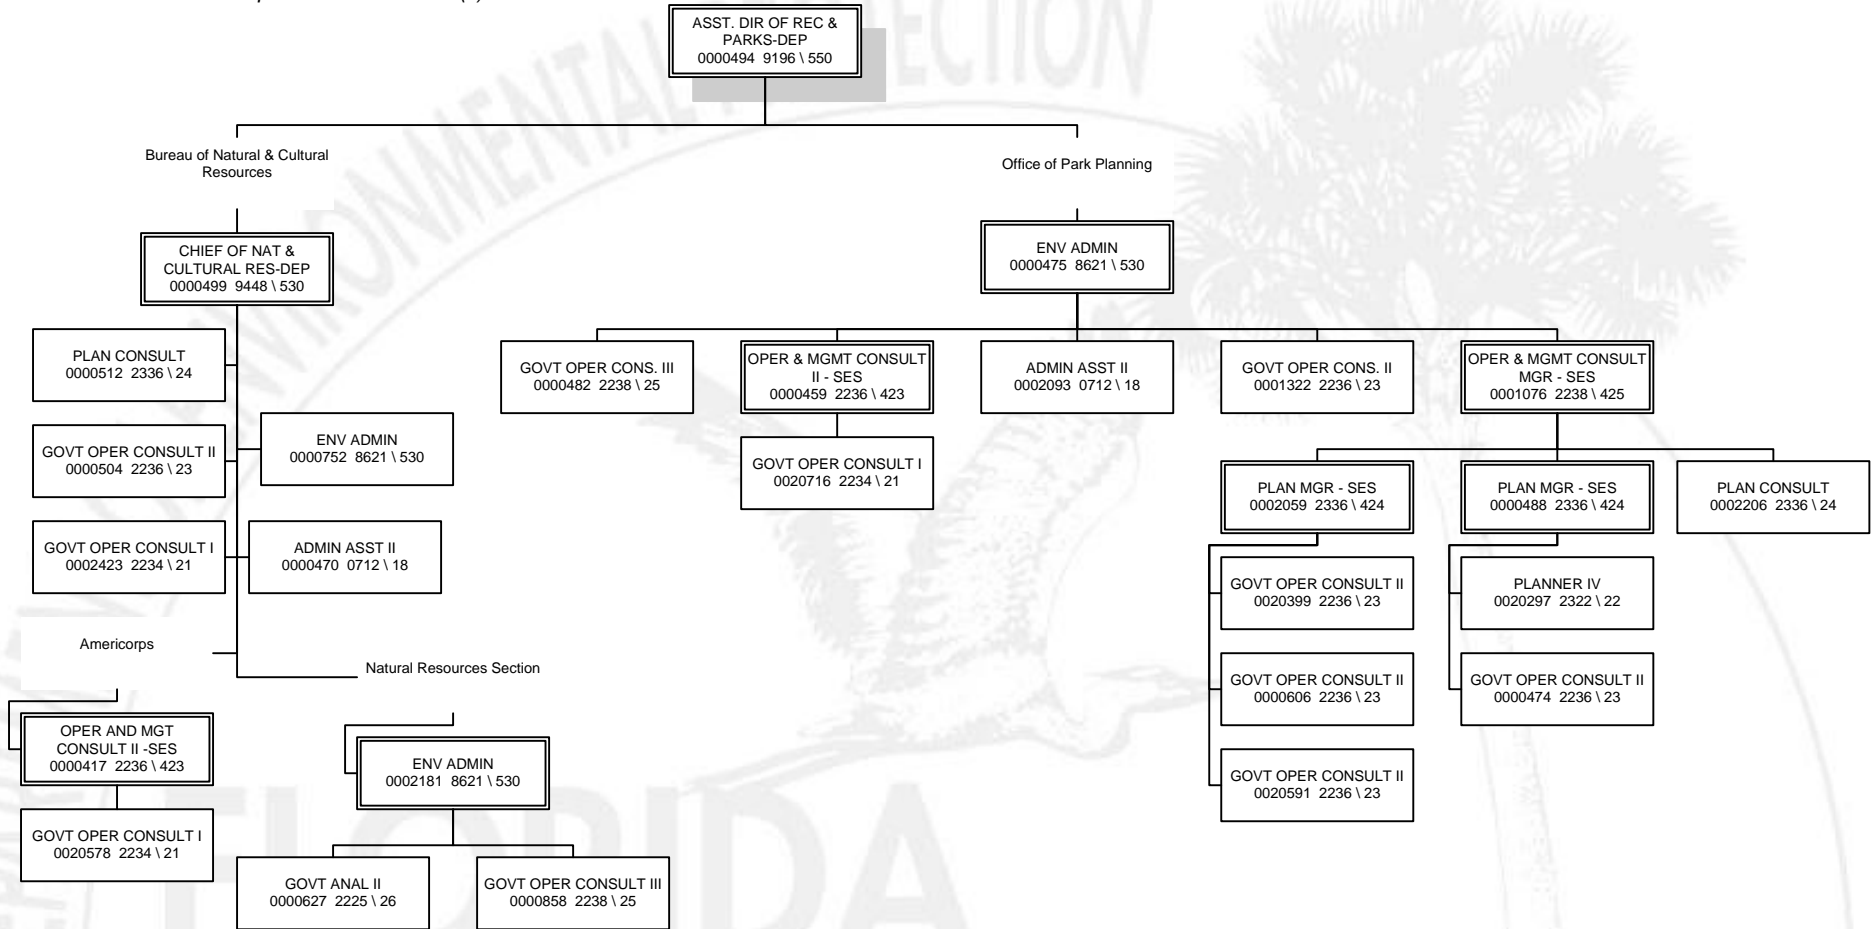 ASST. DIR OF REC &
PARKS-DEP
0000494 9196 \ 550
Bureau of Natural & Cultural
Resources
Office of Park Planning
CHIEF OF NAT &
CULTURAL RES-DEP
0000499 9448 \ 530
ENV ADMIN
0000475 8621 \ 530
PLAN CONSULT
0000512 2336 \ 24
GOVT OPER CONS. III
0000482 2238 \ 25
OPER & MGMT CONSULT
II - SES
0000459 2236 \ 423
ADMIN ASST II
0002093 0712 \ 18
GOVT OPER CONS. II
0001322 2236 \ 23
OPER & MGMT CONSULT
MGR - SES
0001076 2238 \ 425
GOVT OPER CONSULT II
0000504 2236 \ 23
ENV ADMIN
0000752 8621 \ 530
GOVT OPER CONSULT I
0020716 2234 \ 21
PLAN MGR - SES
0002059 2336 \ 424
PLAN MGR - SES
0000488 2336 \ 424
PLAN CONSULT
0002206 2336 \ 24
GOVT OPER CONSULT I
0002423 2234 \ 21
ADMIN ASST II
0000470 0712 \ 18
GOVT OPER CONSULT II
0020399 2236 \ 23
PLANNER IV
0020297 2322 \ 22
Americorps
Natural Resources Section
GOVT OPER CONSULT II
0000606 2236 \ 23
GOVT OPER CONSULT II
0000474 2236 \ 23
OPER AND MGT
CONSULT II -SES
0000417 2236 \ 423
ENV ADMIN
0002181 8621 \ 530
GOVT OPER CONSULT II
0020591 2236 \ 23
GOVT OPER CONSULT I
0020578 2234 \ 21
GOVT ANAL II
0000627 2225 \ 26
GOVT OPER CONSULT III
0000858 2238 \ 25
FLORIDA